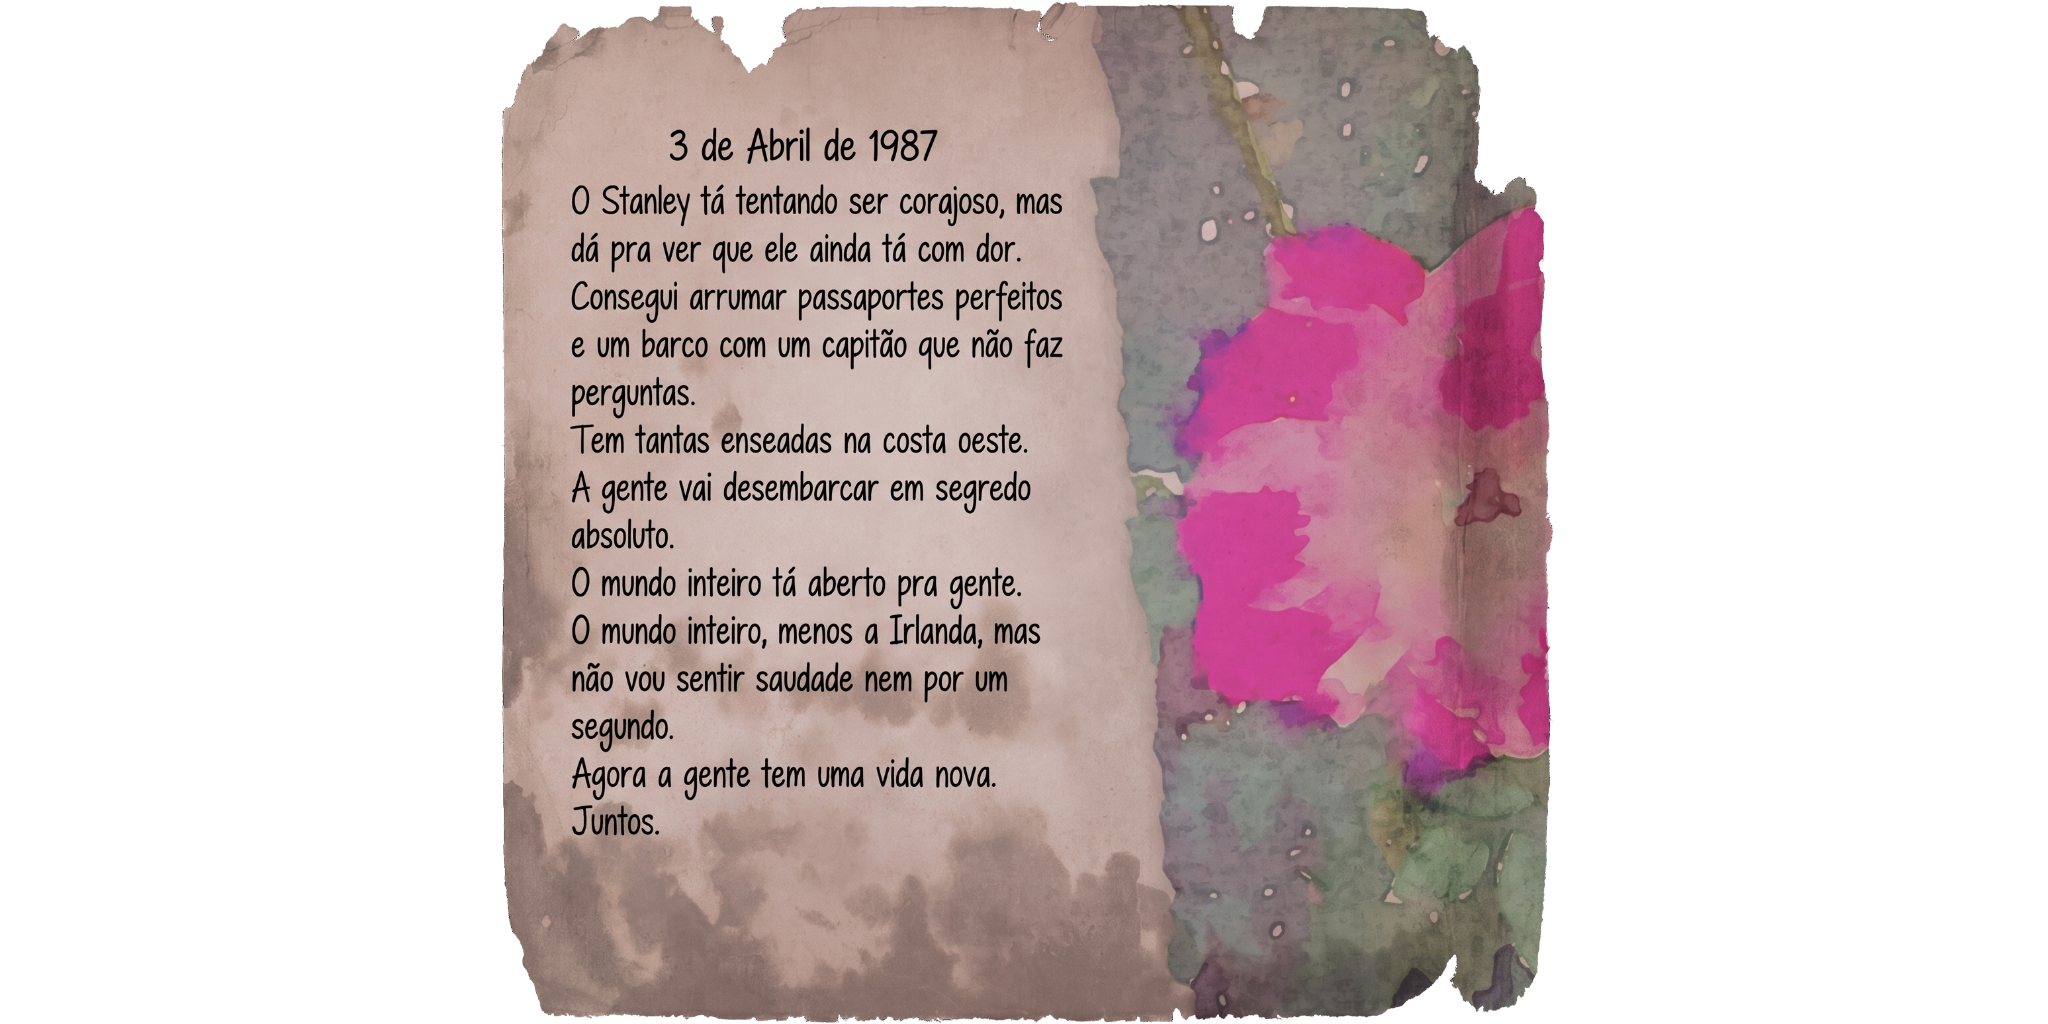 3 de Abril de 1987
O Stanley tá tentando ser corajoso, mas
dá pra ver que ele ainda tá com dor.
Consegui arrumar passaportes perfeitos
e um barco com um capitão que não faz
perguntas.
Tem tantas enseadas na costa oeste.
A gente vai desembarcar em segredo
absoluto.
O mundo inteiro tá aberto pra gente.
O mundo inteiro, menos a Irlanda, mas
não vou sentir saudade nem por um
segundo.
Agora a gente tem uma vida nova.
Juntos.